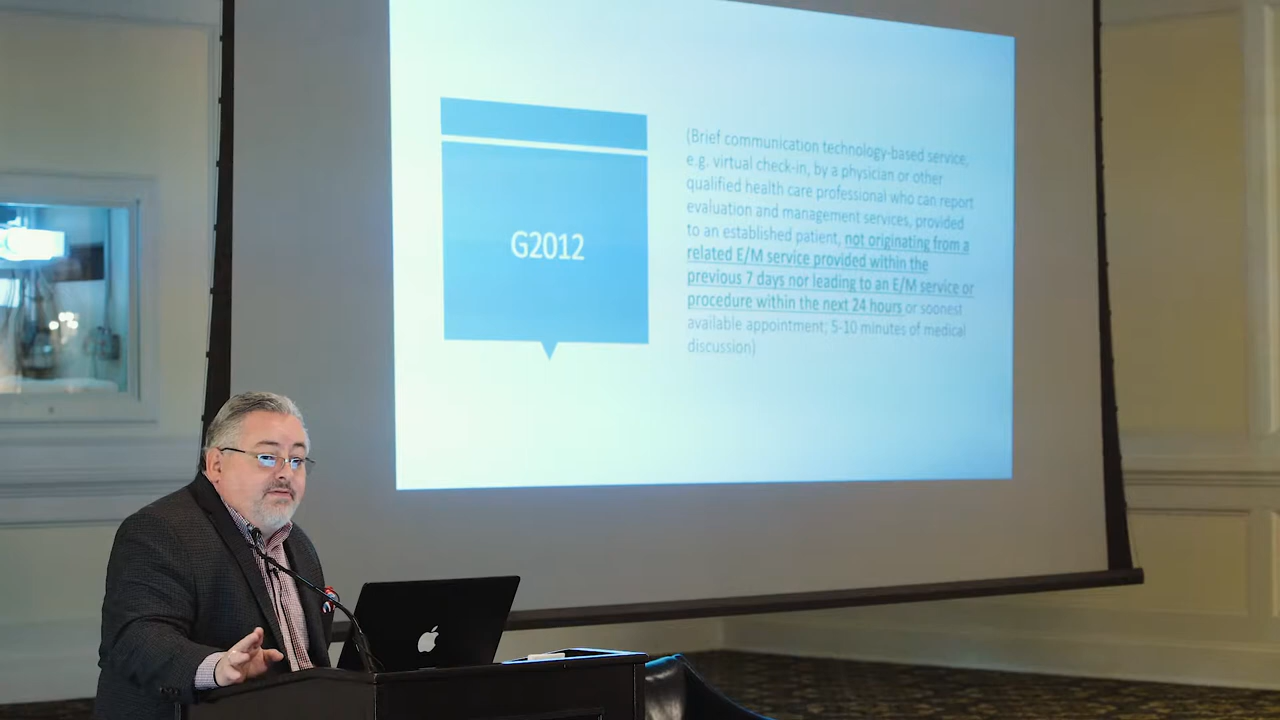 G2012
(Brief communication technology-based service,
e.g. virtual check-in, by a physician or other
qualified health care professional who can report
evaluation and management services, provided
to an established patient, not originating from a
related E/M service provided within the
previous 7 days nor leading to an E/M service or
procedure within the next 24 hours or soonest
available appointment; 5-10 minutes of medical
discussion)